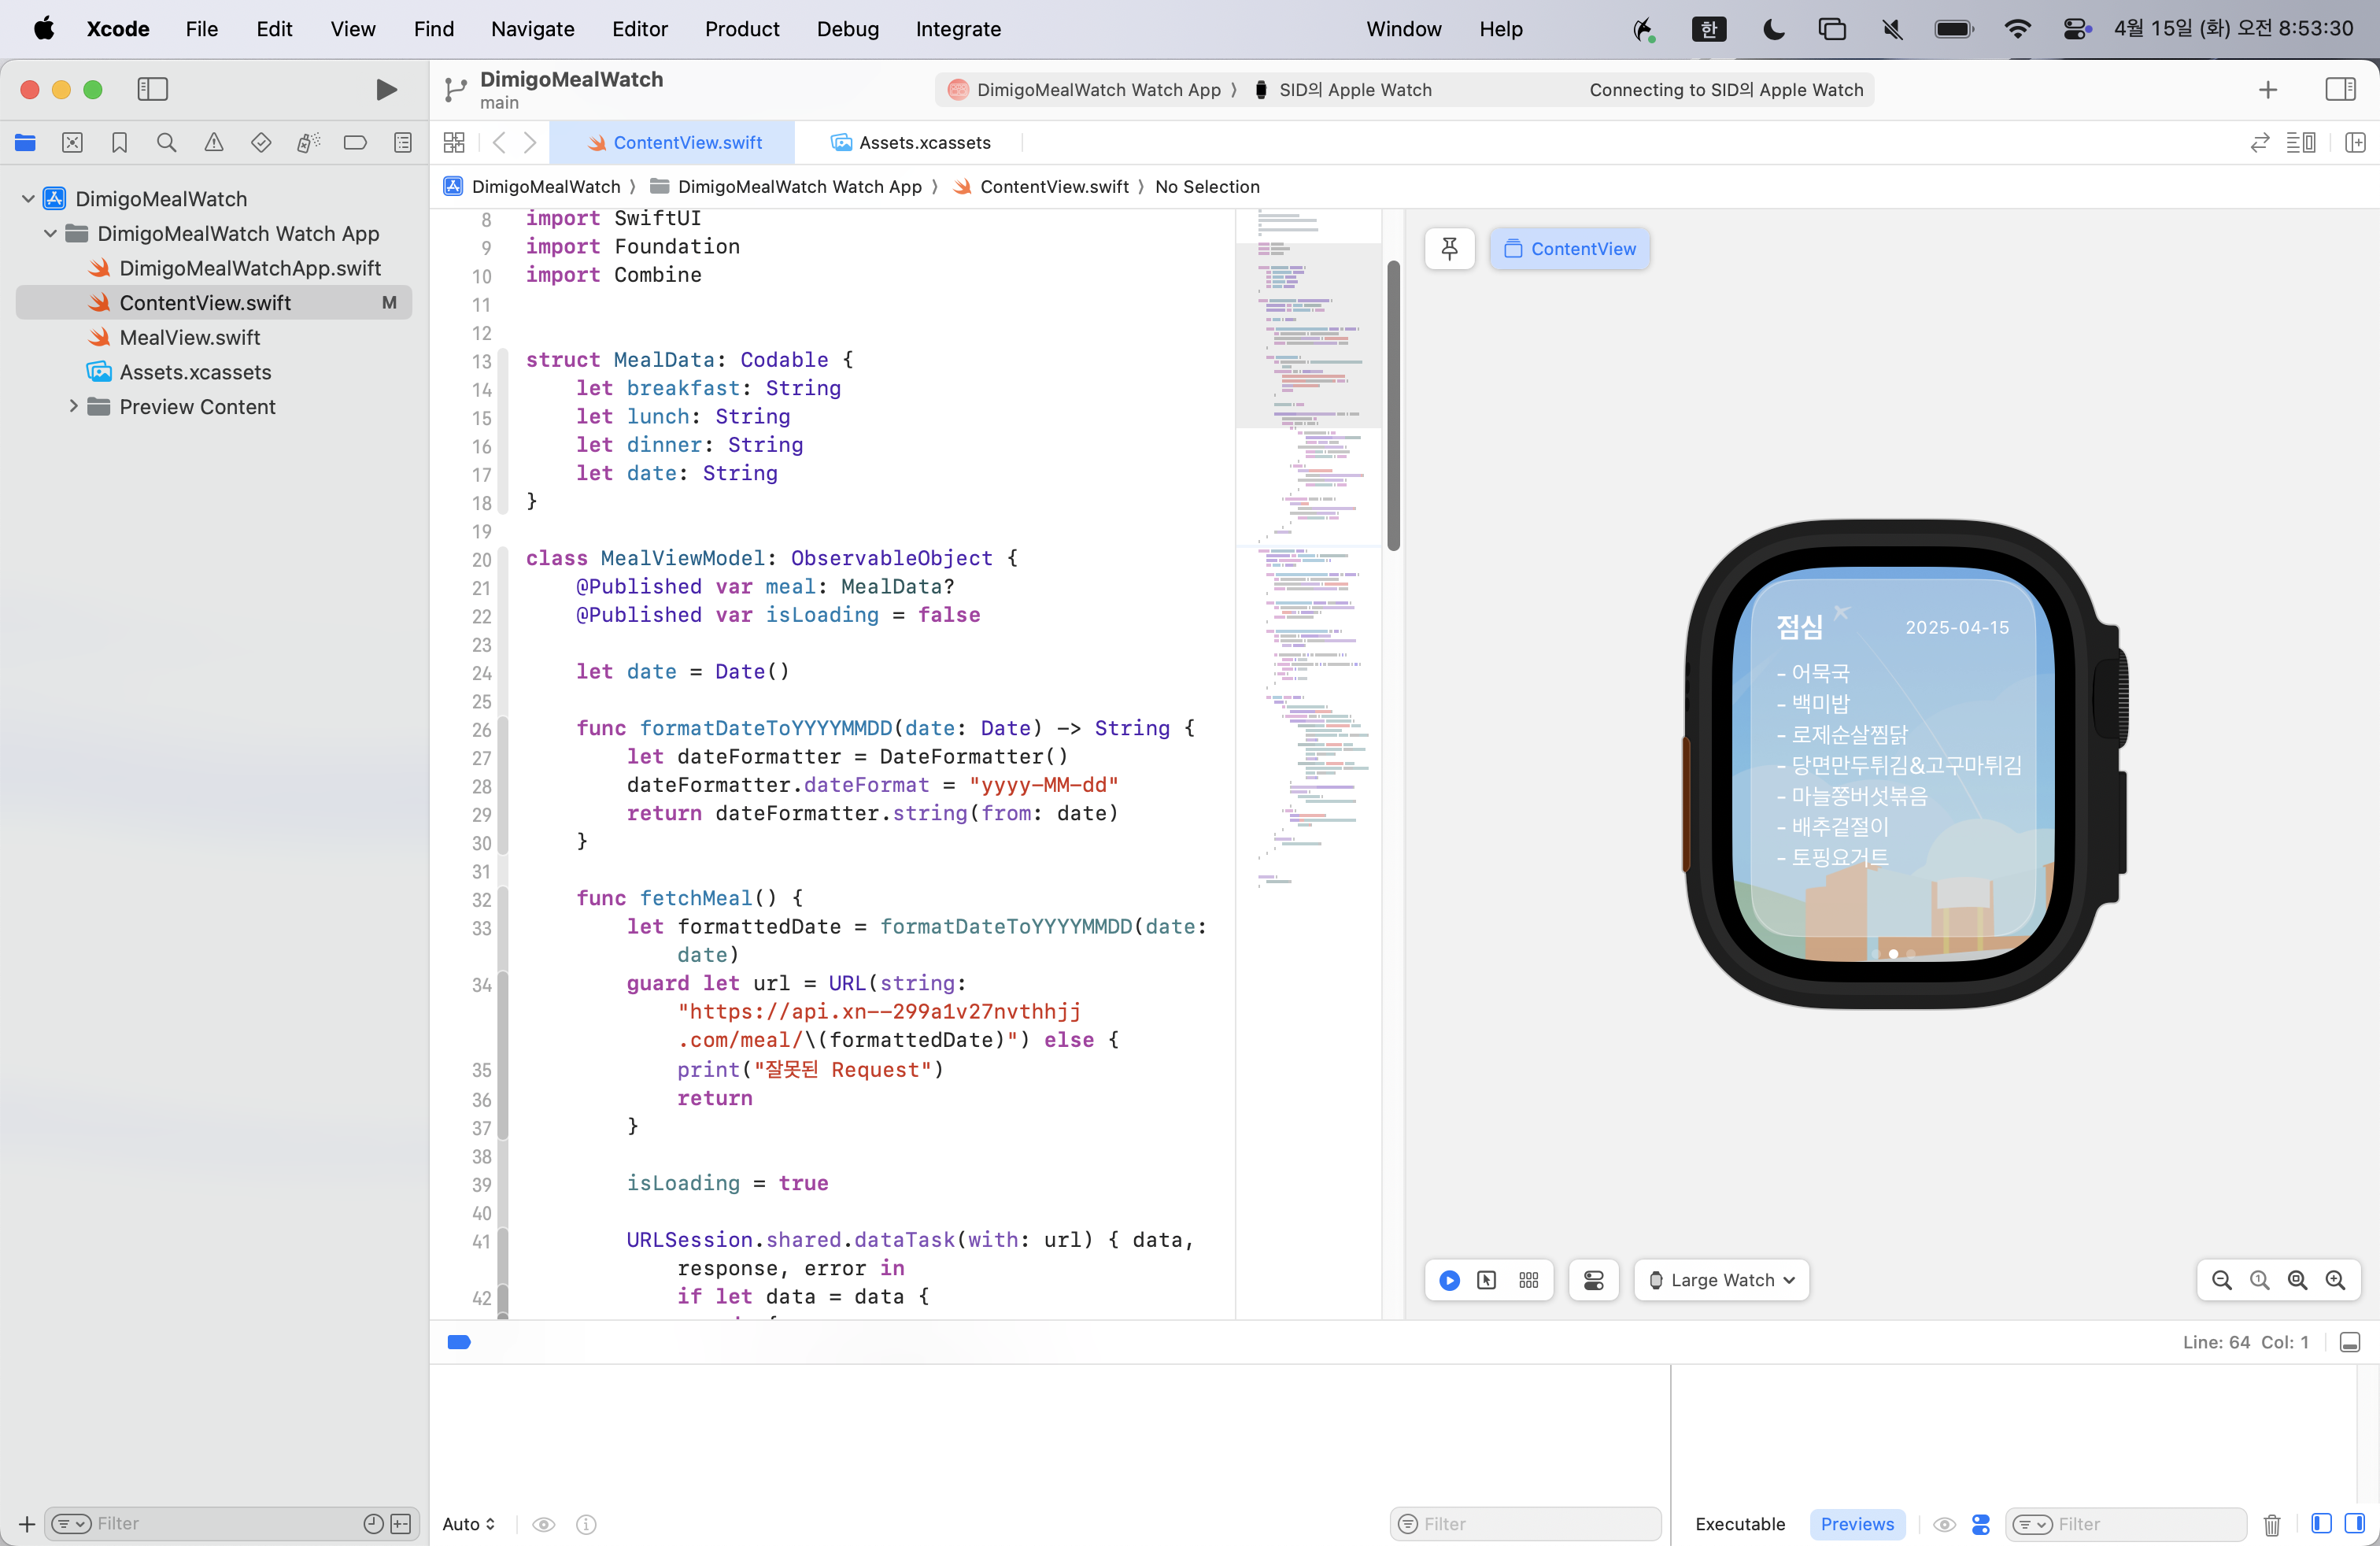 Xcode File Edit View Find Navigate Editor Product Debug Integrate Window Help 한 4월 15일 (화) 오전 8:53:30
DimigoMealWatch
main
DimigoMealWatch Watch App 〉 SID의 Apple Watch
Connecting to SID의 Apple Watch
ContentView.swift
Assets.xcassets
DimigoMealWatch 〉 DimigoMealWatch Watch App 〉 ContentView.swift 〉 No Selection
DimigoMealWatch
DimigoMealWatch Watch App
DimigoMealWatchApp.swift
ContentView.swift M
MealView.swift
Assets.xcassets
Preview Content
8 import SwiftUI
9 import Foundation
10 import Combine
11
12
13 struct MealData: Codable {
14 let breakfast: String
15 let lunch: String
16 let dinner: String
17 let date: String
18 }
19
20 class MealViewModel: ObservableObject {
21 @Published var meal: MealData?
22 @Published var isLoading = false
23
24 let date = Date()
25
26 func formatDateToYYYYMMDD(date: Date) -> String {
27 let dateFormatter = DateFormatter()
28 dateFormatter.dateFormat = "yyyy-MM-dd"
29 return dateFormatter.string(from: date)
30 }
31
32 func fetchMeal() {
33 let formattedDate = formatDateToYYYYMMDD(date:
date)
34 guard let url = URL(string:
"https://api.xn--299a1v27nvthhjj
.com/meal/\(formattedDate)") else {
35 print("잘못된 Request")
36 return
37 }
38
39 isLoading = true
40
41 URLSession.shared.dataTask(with: url) { data,
response, error in
42 if let data = data {
ContentView
점심 2025-04-15
- 어묵국
- 백미밥
- 로제순살찜닭
- 당면만두튀김&고구마튀김
- 마늘쫑버섯볶음
- 배추겉절이
- 토핑요거트
Large Watch
Line: 64 Col: 1
Filter
Auto
Filter
Executable
Previews
Filter